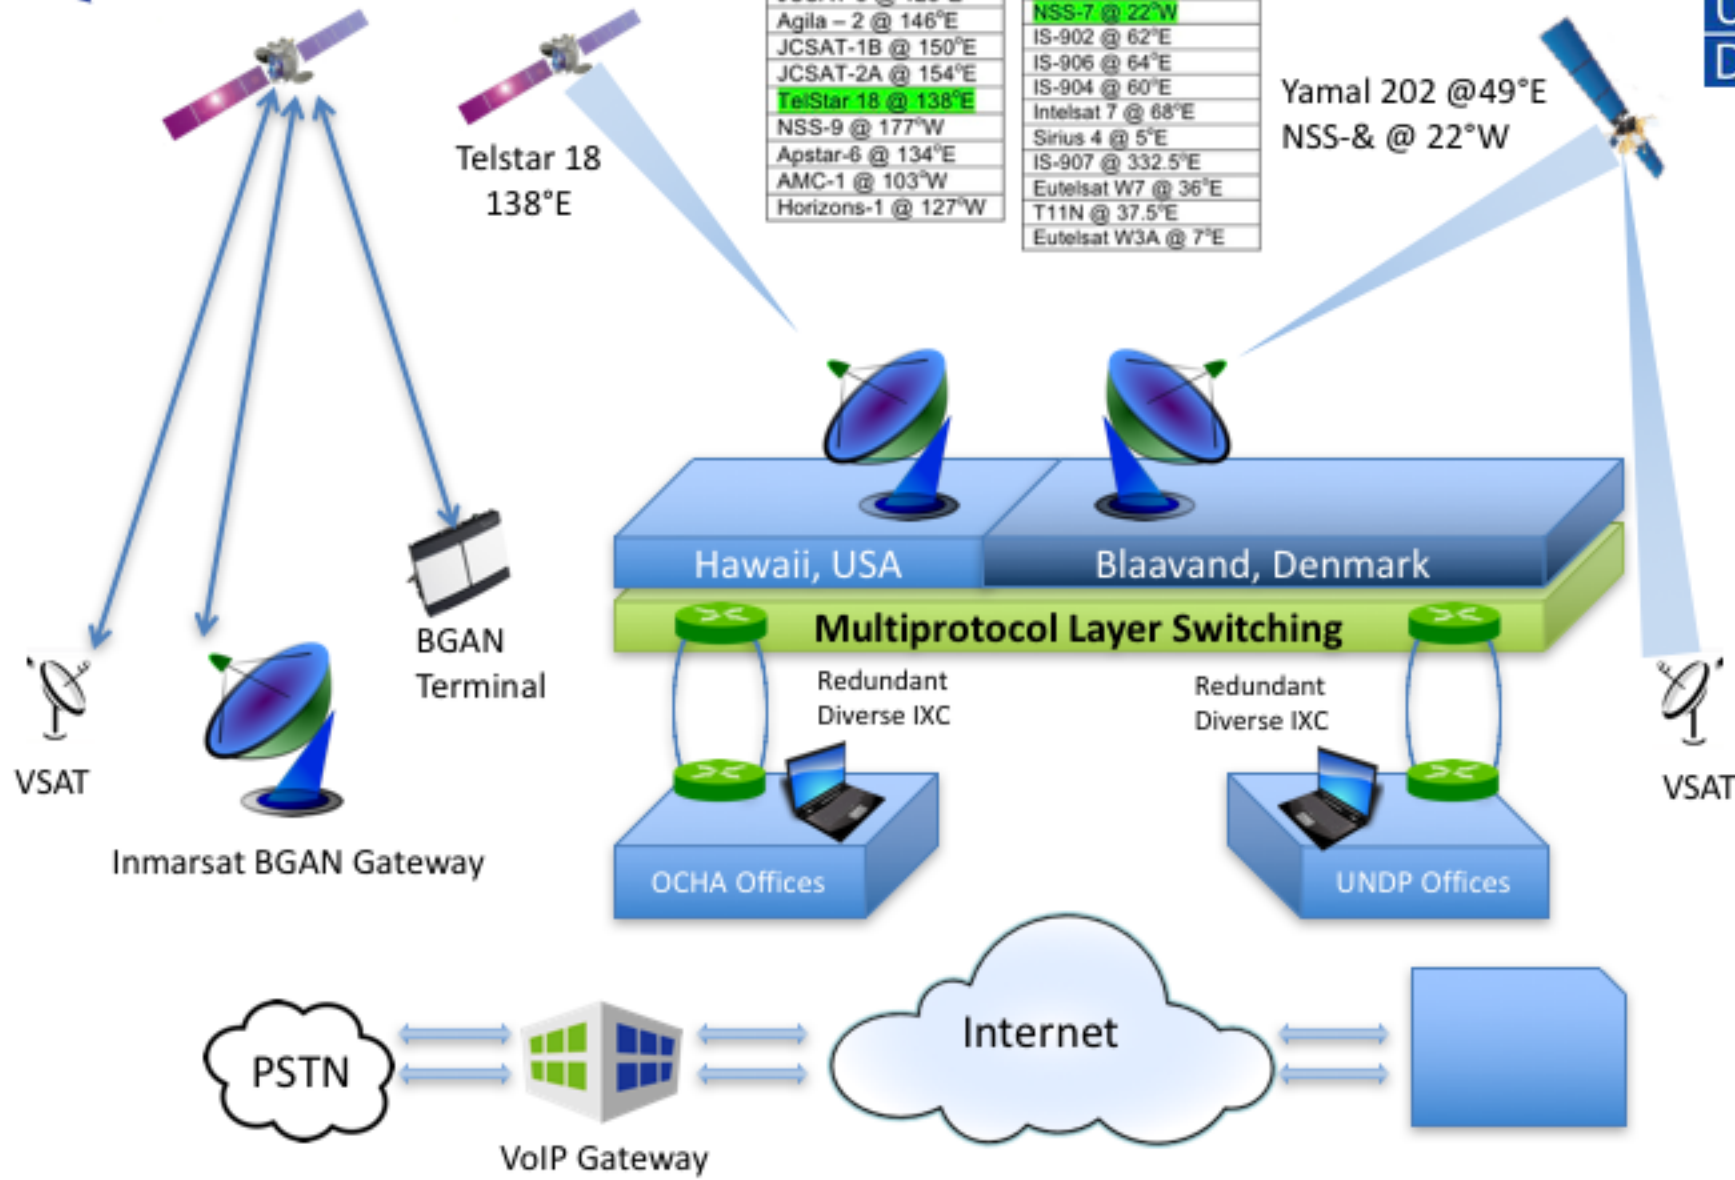 Agila – 2 @ 146°E
JCSAT-1B @ 150°E
JCSAT-2A @ 154°E
TelStar 18 @ 138°E
NSS-9 @ 177°W
Apstar-6 @ 134°E
AMC-1 @ 103°W
Horizons-1 @ 127°W
NSS-7 @ 22°W
IS-902 @ 62°E
IS-906 @ 64°E
IS-904 @ 60°E
Intelsat 7 @ 68°E
Sirius 4 @ 5°E
IS-907 @ 332.5°E
Eutelsat W7 @ 36°E
T11N @ 37.5°E
Eutelsat W3A @ 7°E
Telstar 18
138°E
Yamal 202 @49°E
NSS-& @ 22°W
Hawaii, USA
Blaavand, Denmark
Multiprotocol Layer Switching
BGAN
Terminal
Redundant
Diverse IXC
Redundant
Diverse IXC
VSAT
VSAT
Inmarsat BGAN Gateway
OCHA Offices
UNDP Offices
PSTN
Internet
VoIP Gateway